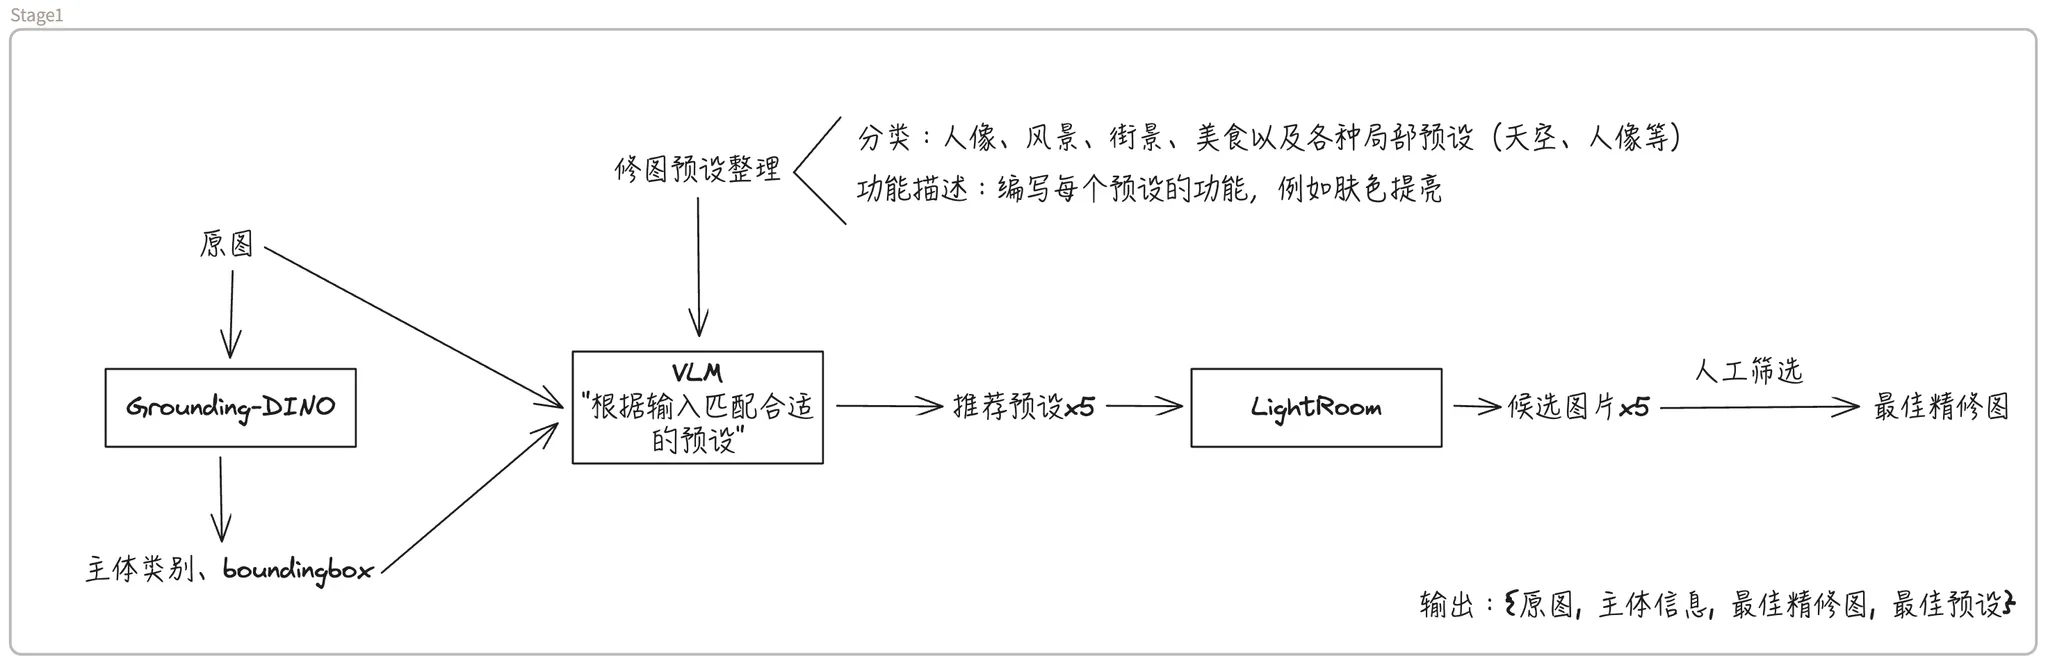 Stage1
分类：人像、风景、街景、美食以及各种局部预设（天空、人像等）
修图预设整理
功能描述：编写每个预设的功能，例如肤色提亮
原图
Grounding-DINO
VLM
"根据输入匹配合适
的预设"
推荐预设x5
LightRoom
候选图片x5
人工筛选
最佳精修图
主体类别、boundingbox
输出：{原图，主体信息，最佳精修图，最佳预设}